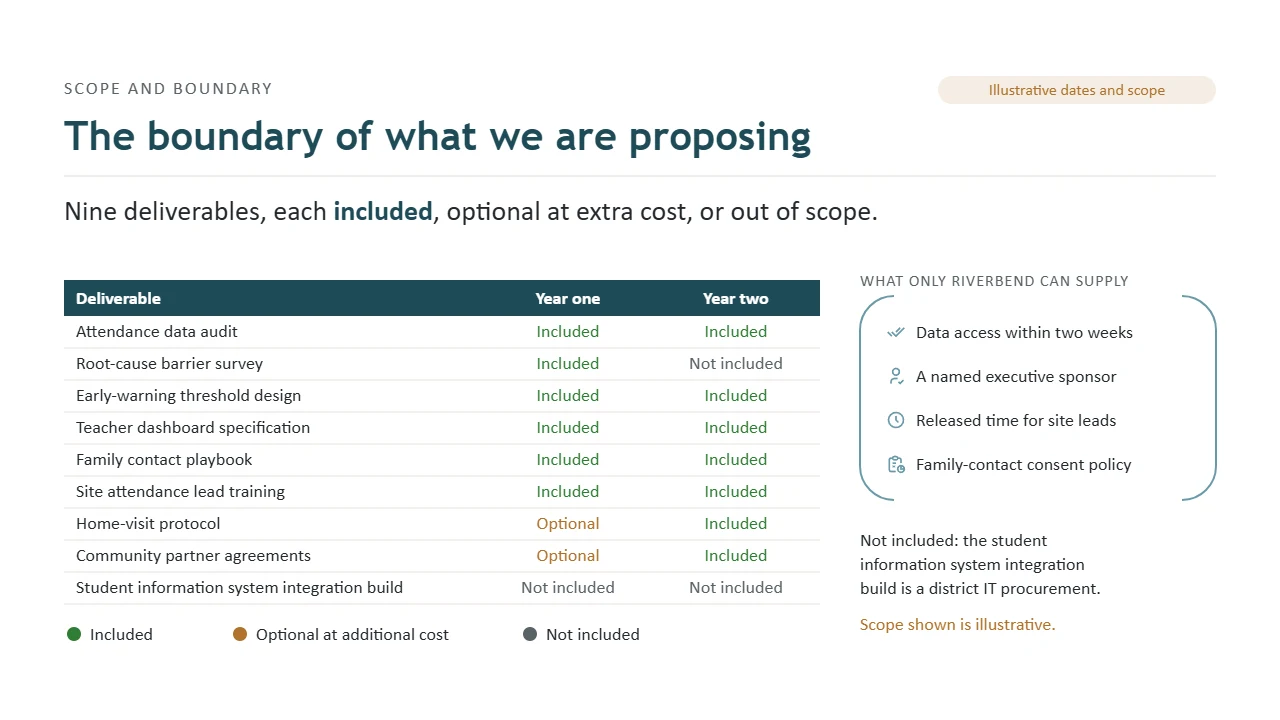 SCOPE AND BOUNDARY
Illustrative dates and scope
The boundary of what we are proposing
Nine deliverables, each included, optional at extra cost, or out of scope.
Deliverable Year one Year two
Attendance data audit Included Included
Root-cause barrier survey Included Not included
Early-warning threshold design Included Included
Teacher dashboard specification Included Included
Family contact playbook Included Included
Site attendance lead training Included Included
Home-visit protocol Optional Included
Community partner agreements Optional Included
Student information system integration build Not included Not included
Included Optional at additional cost Not included
WHAT ONLY RIVERBEND CAN SUPPLY
Data access within two weeks
A named executive sponsor
Released time for site leads
Family-contact consent policy
Not included: the student
information system integration
build is a district IT procurement.
Scope shown is illustrative.